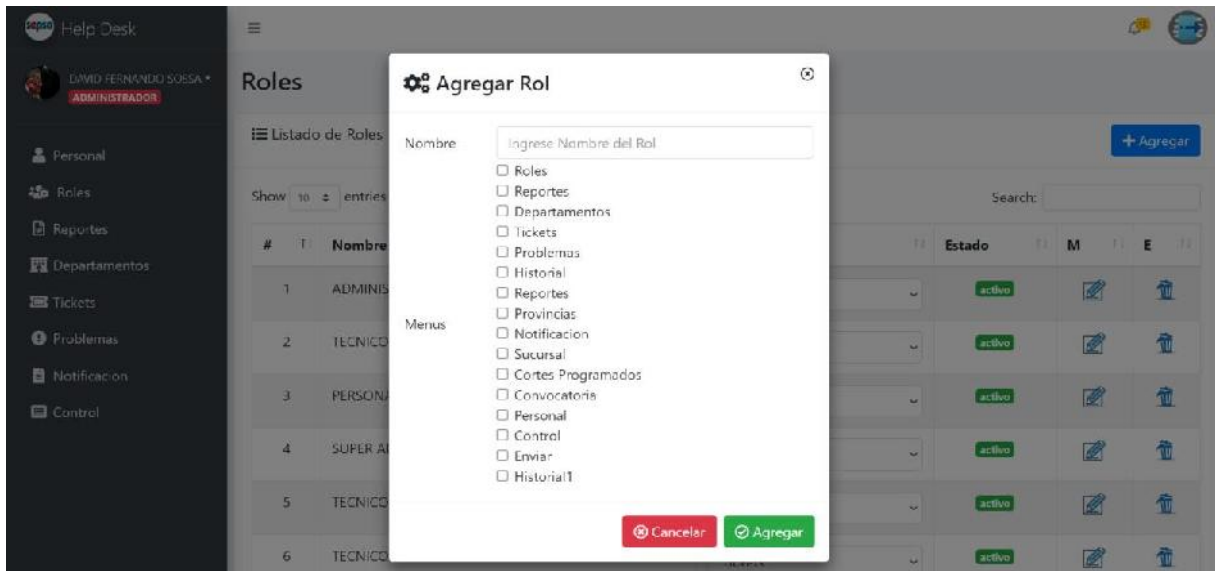 sepsa Help Desk
DAVID FERNANDO SOSSA
ADMINISTRADOR
Personal
Roles
Reportes
Departamentos
Tickets
Problemas
Notificacion
Control
Roles
Listado de Roles
+ Agregar
Show 10 entries
Search:
# Nombre Estado M E
1 ADMINIS activo
2 TECNICO activo
3 PERSONA activo
4 SUPER AD activo
5 TECNICO activo
6 TECNICO activo
Agregar Rol
Nombre Ingrese Nombre del Rol
Menus
Roles
Reportes
Departamentos
Tickets
Problemas
Historial
Reportes
Provincias
Notificacion
Sucursal
Cortes Programados
Convocatoria
Personal
Control
Enviar
Historial1
Cancelar Agregar